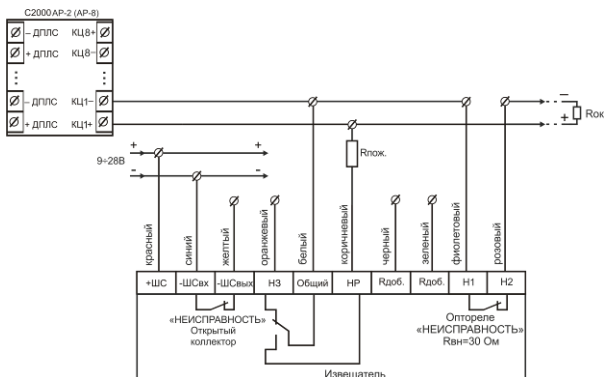 С2000 АР-2 (АР-8)
– ДПЛС КЦ8+
+ ДПЛС КЦ8–
– ДПЛС КЦ1–
+ ДПЛС КЦ1+
–
+
Rок
+ +
9÷28В
- -
Rпож.
красный
синий
желтый
оранжевый
белый
коричневый
черный
зеленый
фиолетовый
розовый
+ШС -ШСвх -ШСвых НЗ Общий НР Rдоб. Rдоб. Н1 Н2
«НЕИСПРАВНОСТЬ»
Открытый
коллектор
Оптореле
«НЕИСПРАВНОСТЬ»
Rвн=30 Ом
Извещатель